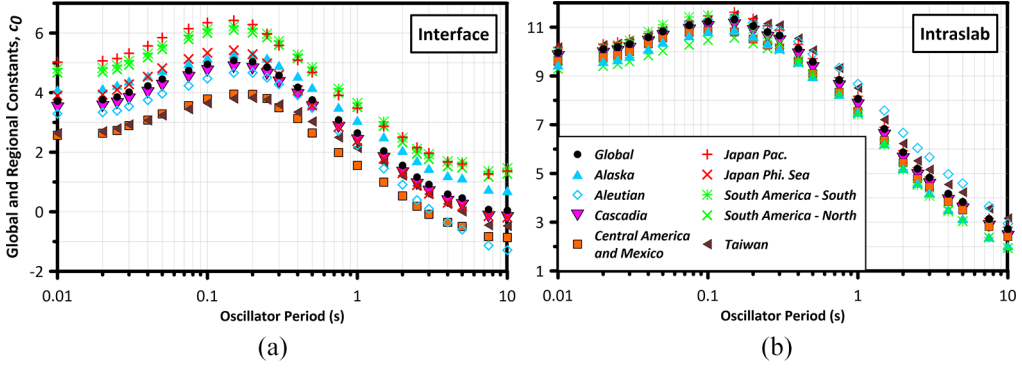 Interface
Global and Regional Constants, c0
6
4
2
0
-2
0.01
0.1
1
10
Oscillator Period (s)
(a)
Intraslab
11
9
7
5
3
1
Global
Alaska
Aleutian
Cascadia
Central America
and Mexico
Japan Pac.
Japan Phi. Sea
South America - South
South America - North
Taiwan
0.01
0.1
1
10
Oscillator Period (s)
(b)